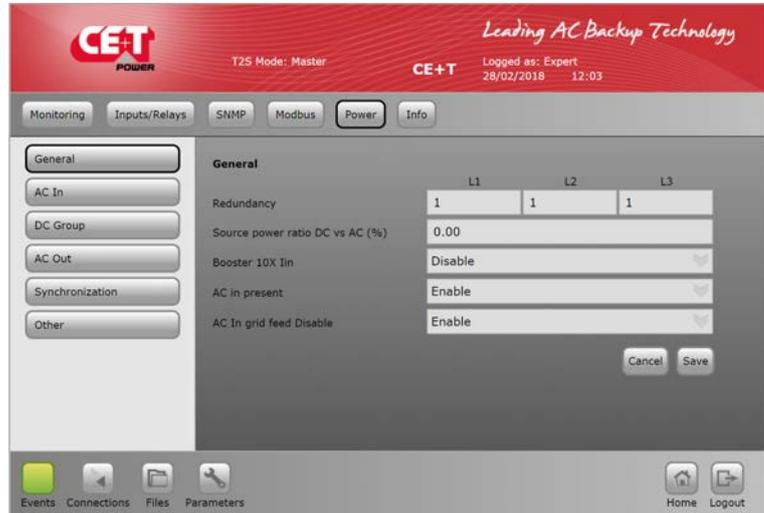 CE+T
POWER
Leading AC Backup Technology
T2S Mode: Master
CE+T
Logged as: Expert
28/02/2018 12:03
Monitoring
Inputs/Relays
SNMP
Modbus
Power
Info
General
AC In
DC Group
AC Out
Synchronization
Other
General
L1 L2 L3
Redundancy 1 1 1
Source power ratio DC vs AC (%) 0.00
Booster 10X Iin Disable
AC in present Enable
AC In grid feed Disable Enable
Cancel Save
Events Connections Files Parameters Home Logout